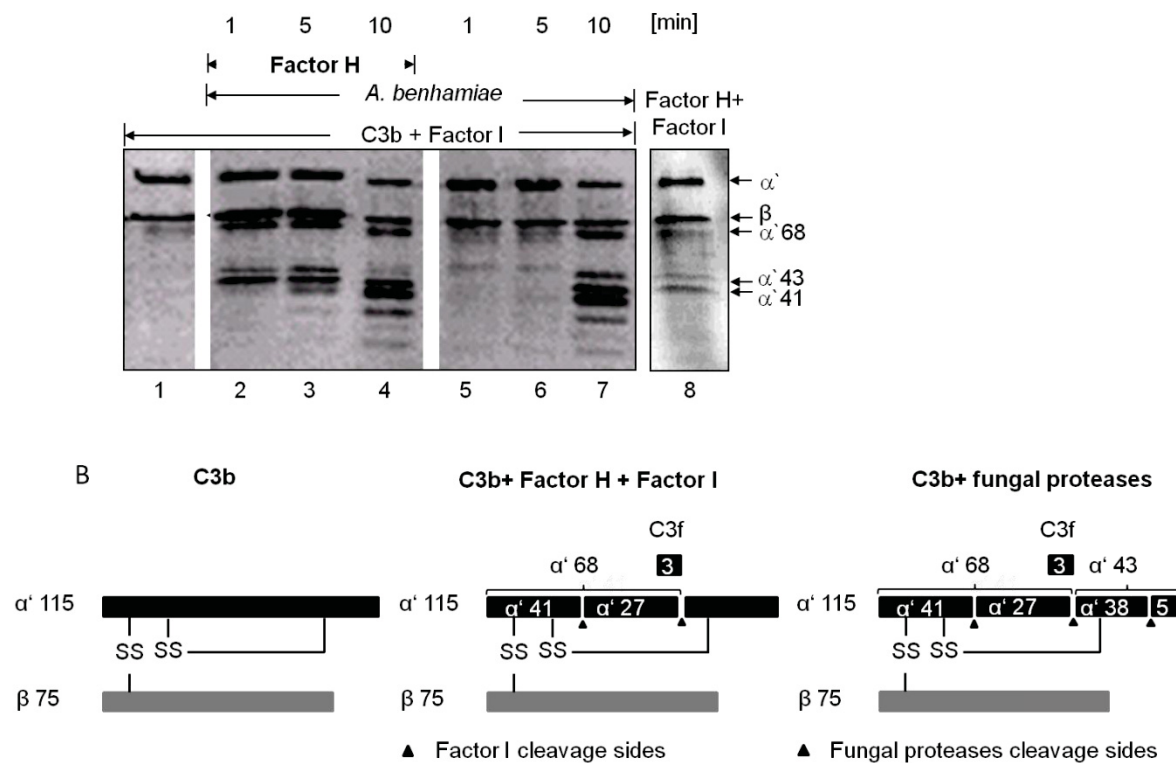 1 5 10 1 5 10 [min]
Factor H
A. benhamiae
Factor H+
Factor I
C3b + Factor I
α`
β
α`68
α`43
α`41
1 2 3 4 5 6 7 8
B
C3b
C3b+ Factor H + Factor I
C3b+ fungal proteases
C3f C3f
α‘ 68 3 α‘ 68 3 α‘ 43
α‘ 115 α‘ 115 α‘ 41 α‘ 27 α‘ 115 α‘ 41 α‘ 27 α‘ 38 5
SS SS SS SS SS SS
β 75 β 75 β 75
▲ Factor I cleavage sides ▲ Fungal proteases cleavage sides